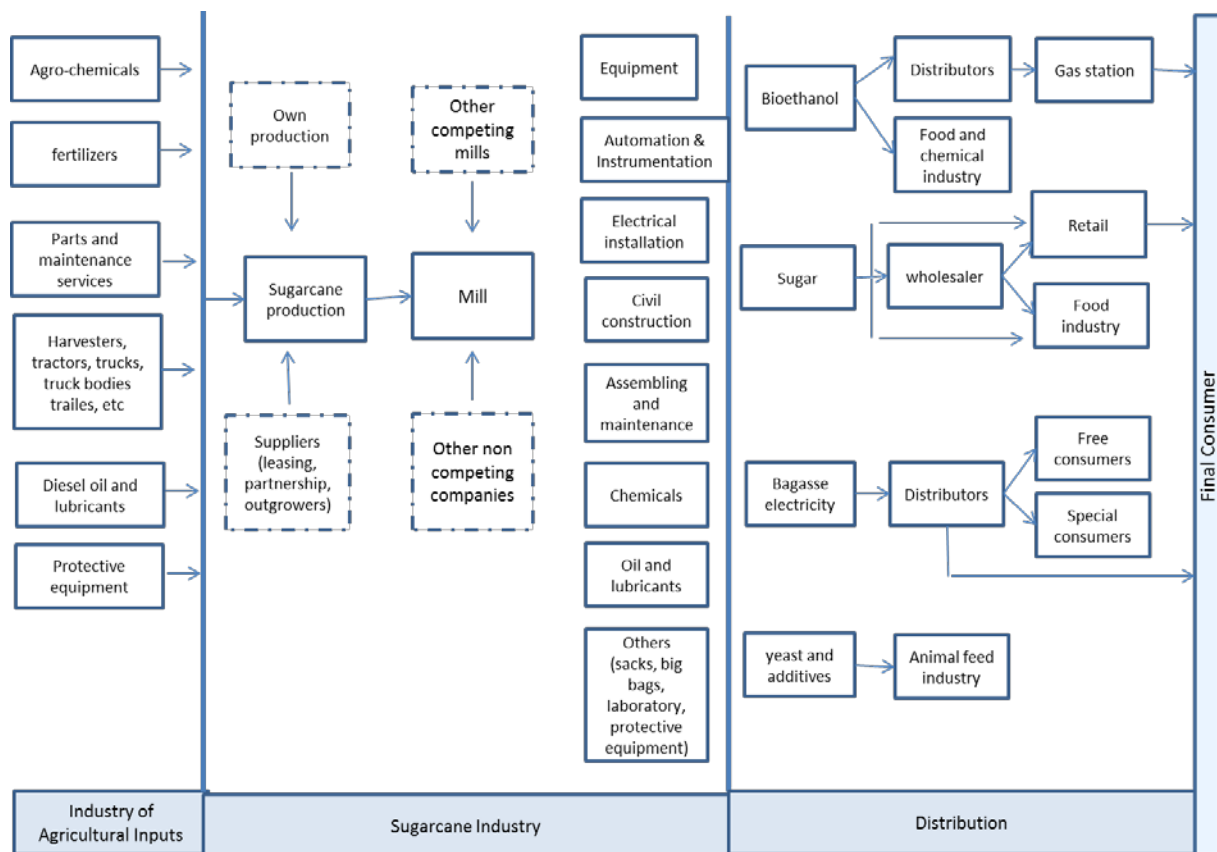 Agro-chemicals
fertilizers
Parts and
maintenance
services
Harvesters,
tractors, trucks,
truck bodies
trailes, etc
Diesel oil and
lubricants
Protective
equipment
Industry of
Agricultural Inputs
Own
production
Other
competing
mills
Sugarcane
production
Mill
Suppliers
(leasing,
partnership,
outgrowers)
Other non
competing
companies
Equipment
Automation &
Instrumentation
Electrical
installation
Civil
construction
Assembling
and
maintenance
Chemicals
Oil and
lubricants
Others
(sacks, big
bags,
laboratory,
protective
equipment)
Sugarcane Industry
Bioethanol
Distributors
Gas station
Food and
chemical
industry
Sugar
wholesaler
Retail
Food
industry
Bagasse
electricity
Distributors
Free
consumers
Special
consumers
yeast and
additives
Animal feed
industry
Distribution
Final Consumer